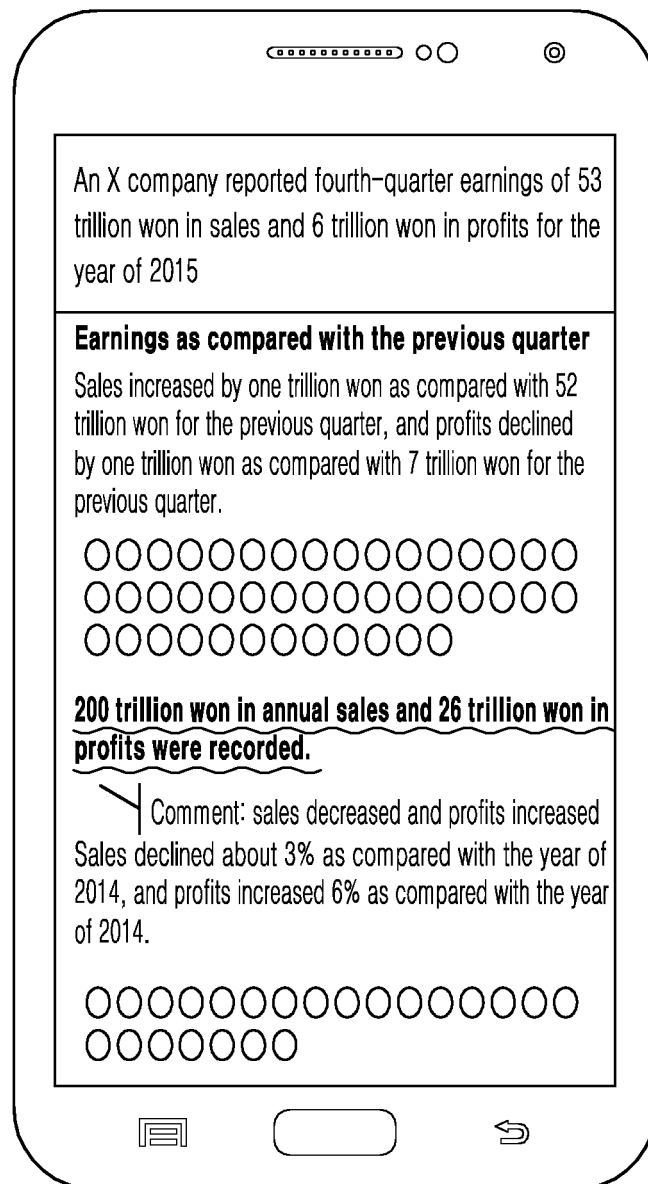 An X company reported fourth-quarter earnings of 53
trillion won in sales and 6 trillion won in profits for the
year of 2015
Earnings as compared with the previous quarter
Sales increased by one trillion won as compared with 52
trillion won for the previous quarter, and profits declined
by one trillion won as compared with 7 trillion won for the
previous quarter.
○○○○○○○○○○○○○○○○
○○○○○○○○○○○○○○○○
○○○○○○○○○○○○
200 trillion won in annual sales and 26 trillion won in
profits were recorded.
Comment: sales decreased and profits increased
Sales declined about 3% as compared with the year of
2014, and profits increased 6% as compared with the year
of 2014.
○○○○○○○○○○○○○○○○
○○○○○○○